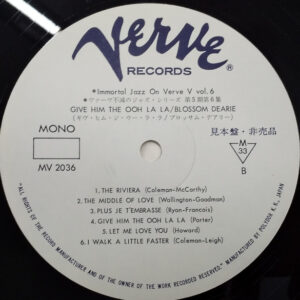 VERVE
RECORDS ®
*Immortal Jazz On Verve V vol.6
*ヴァーヴ不滅のジャズ・シリーズ 第5期第6集
GIVE HIM THE OOH LA LA/BLOSSOM DEARIE
(ギヴ・ヒム・ジ・ウー・ラ・ラ/ブロッサム・デアリー)
MONO
見本盤・非売品
MV 2036
M
33
B
1. THE RIVIERA (Coleman-McCarthy)
2. THE MIDDLE OF LOVE (Wallington-Goodman)
3. PLUS JE T'EMBRASSE (Ryan-Francois)
4. GIVE HIM THE OOH LA LA (Porter)
5. LET ME LOVE YOU (Howard)
6. I WALK A LITTLE FASTER (Coleman-Leigh)
"ALL RIGHTS OF THE RECORD MANUFACTURER AND OF THE OWNER OF THE WORK RECORDED RESERVED." MANUFACTURED BY POLYDOR K.K. JAPAN